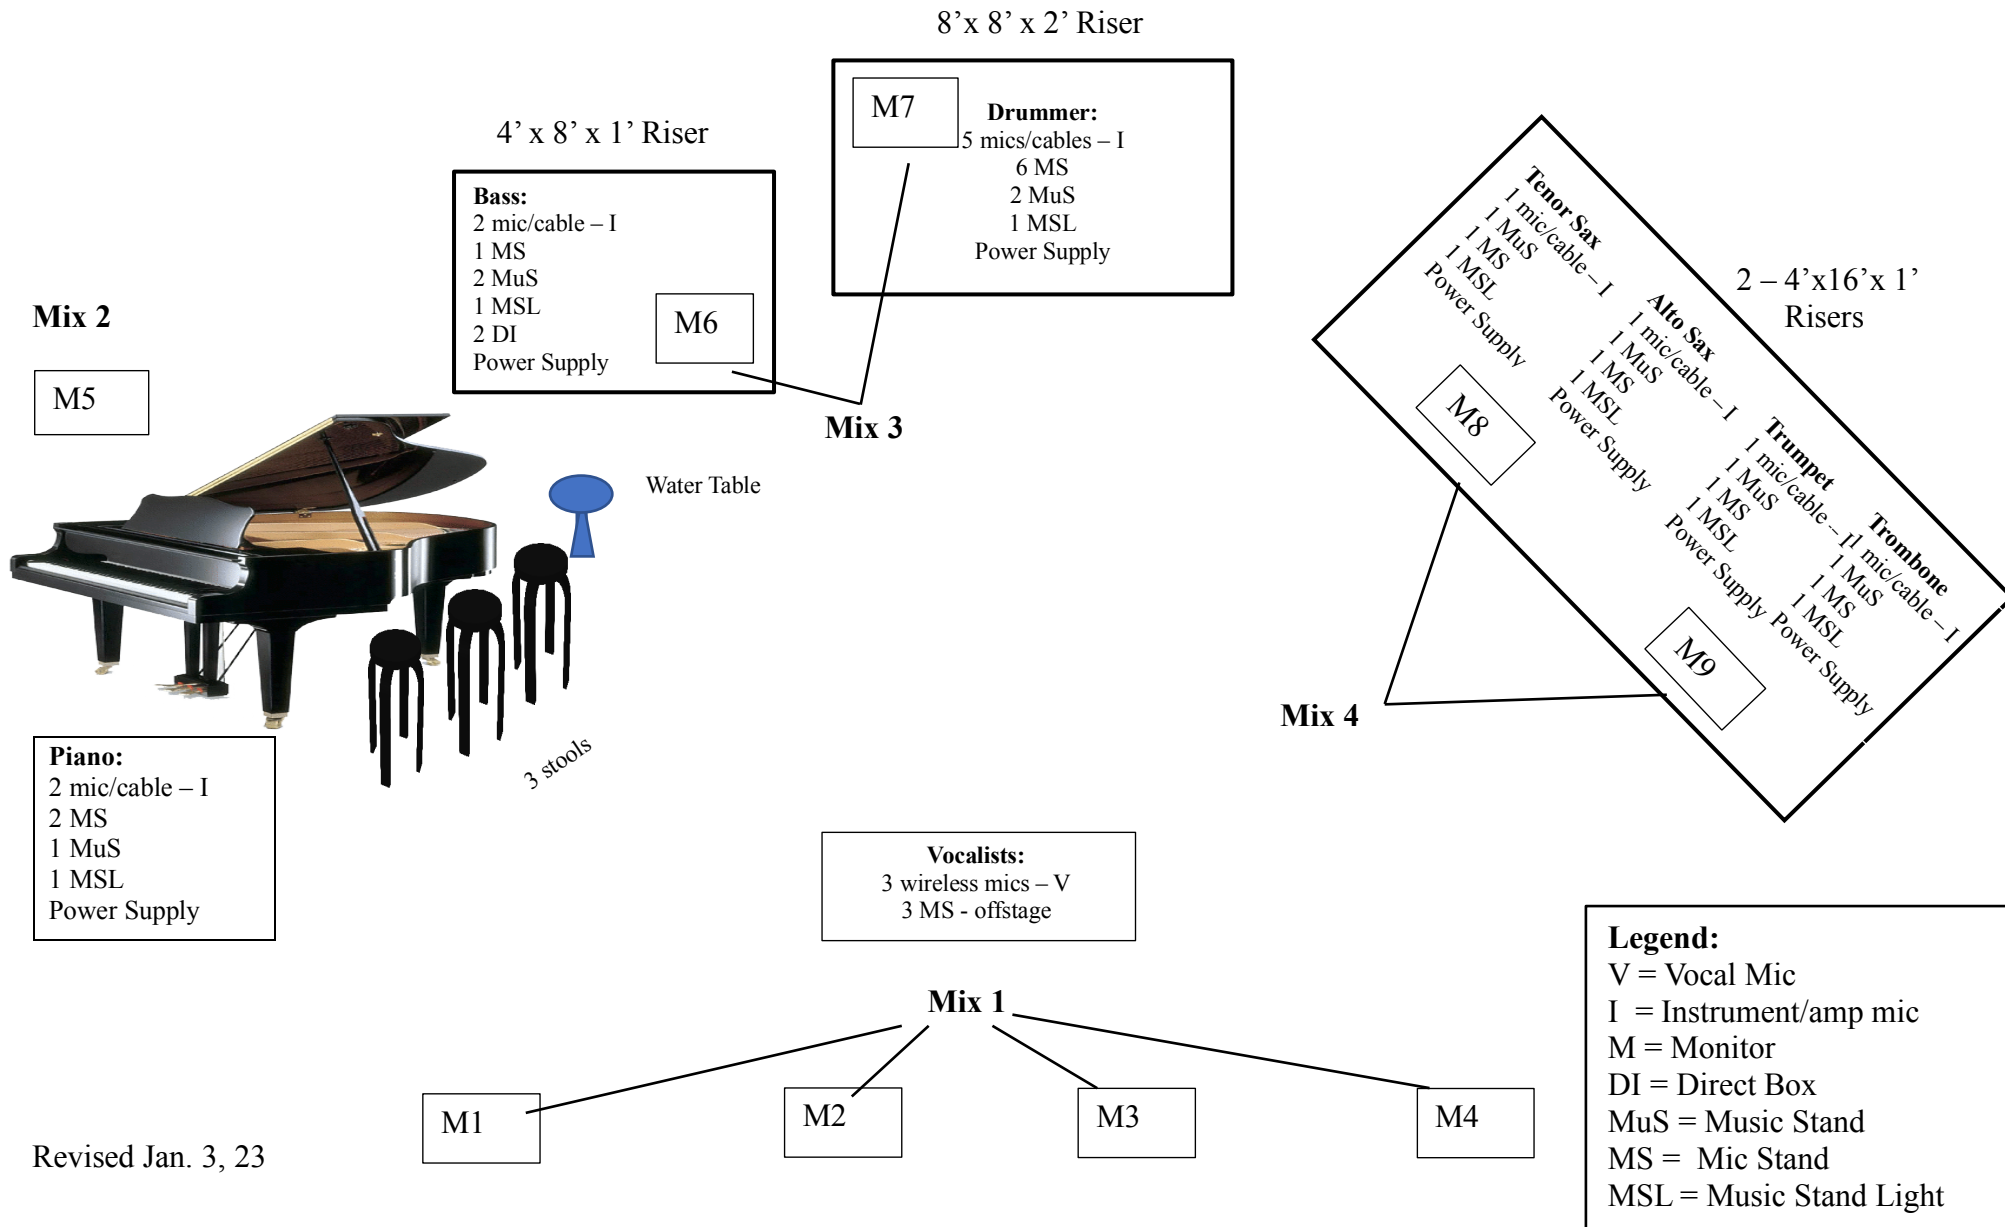 8’x 8’ x 2’ Riser
M7
Drummer:
5 mics/cables – I
6 MS
2 MuS
1 MSL
Power Supply
4’ x 8’ x 1’ Riser
Bass:
2 mic/cable – I
1 MS
2 MuS
1 MSL
2 DI
Power Supply
M6
Mix 3
Mix 2
M5
Water Table
3 stools
Piano:
2 mic/cable – I
2 MS
1 MuS
1 MSL
Power Supply
2 – 4’x16’x 1’
Risers
Tenor Sax
1 mic/cable – I
1 MuS
1 MS
1 MSL
Power Supply
Alto Sax
1 mic/cable – I
1 MuS
1 MS
1 MSL
Power Supply
Trumpet
1 mic/cable – I
1 MuS
1 MS
1 MSL
Power Supply
Trombone
1 mic/cable – I
1 MuS
1 MS
1 MSL
Power Supply
M8
M9
Mix 4
Vocalists:
3 wireless mics – V
3 MS - offstage
Mix 1
M1
M2
M3
M4
Revised Jan. 3, 23
Legend:
V = Vocal Mic
I = Instrument/amp mic
M = Monitor
DI = Direct Box
MuS = Music Stand
MS = Mic Stand
MSL = Music Stand Light